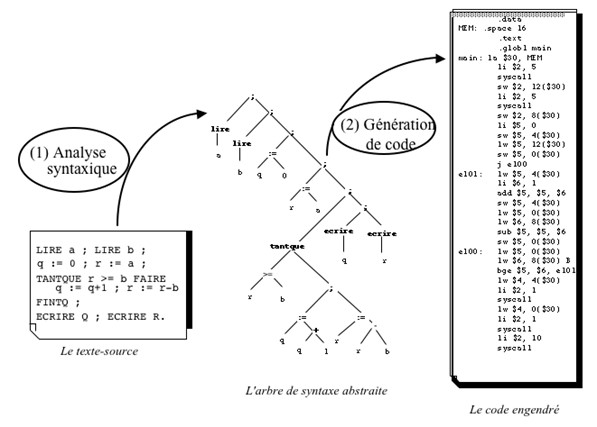 (1) Analyse
syntaxique
LIRE a ; LIRE b ;
q := 0 ; r := a ;
TANTQUE r >= b FAIRE
q := q+1 ; r := r-b
FINTQ ;
ECRIRE Q ; ECRIRE R.
Le texte-source
;
lire
;
a
lire
;
b
:=
;
q
0
:=
;
r
a
;
tantque
ecrire
ecrire
q
r
>=
;
r
b
:=
:=
q
+
r
-
q
1
r
b
L'arbre de syntaxe abstraite
(2) Génération
de code
.data
MEM: .space 16
.text
.globl main
main: la $30, MEM
li $2, 5
syscall
sw $2, 12($30)
li $2, 5
syscall
sw $2, 8($30)
li $5, 0
sw $5, 4($30)
lw $5, 12($30)
sw $5, 0($30)
j e100
e101: lw $5, 4($30)
li $6, 1
add $5, $5, $6
sw $5, 4($30)
lw $5, 0($30)
lw $6, 8($30)
sub $5, $5, $6
sw $5, 0($30)
e100: lw $5, 0($30)
lw $6, 8($30) B
bge $5, $6, e101
lw $4, 4($30)
li $2, 1
syscall
lw $4, 0($30)
li $2, 1
syscall
li $2, 10
syscall
Le code engendré